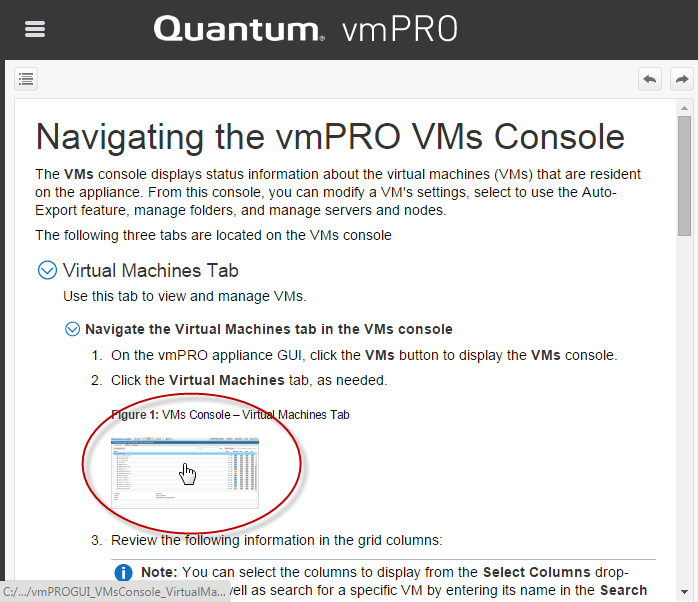 Quantum. vmPRO
Navigating the vmPRO VMs Console
The VMs console displays status information about the virtual machines (VMs) that are resident
on the appliance. From this console, you can modify a VM's settings, select to use the Auto-
Export feature, manage folders, and manage servers and nodes.
The following three tabs are located on the VMs console
Virtual Machines Tab
Use this tab to view and manage VMs.
Navigate the Virtual Machines tab in the VMs console
1. On the vmPRO appliance GUI, click the VMs button to display the VMs console.
2. Click the Virtual Machines tab, as needed.
Figure 1: VMs Console – Virtual Machines Tab
3. Review the following information in the grid columns:
Note: You can select the columns to display from the Select Columns drop-
as search for a specific VM by entering its name in the Search
C:/.../vmPROGUI_VMsConsole_VirtualMa...